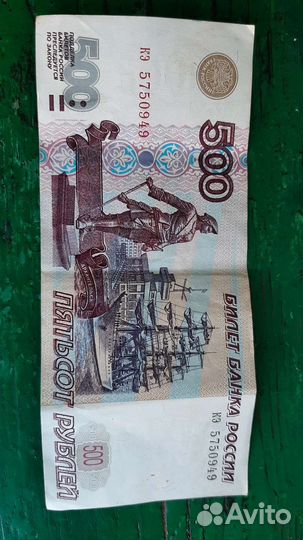 500
ПОДДЕЛКА
БИЛЕТОВ
БАНКА РОССИИ
ПРЕСЛЕДУЕТСЯ
ПО ЗАКОНУ
кэ 5750949
500
БИЛЕТ БАНКА РОССИИ
ПЯТЬСОТ РУБЛЕЙ
500
кэ 5750949
Avito